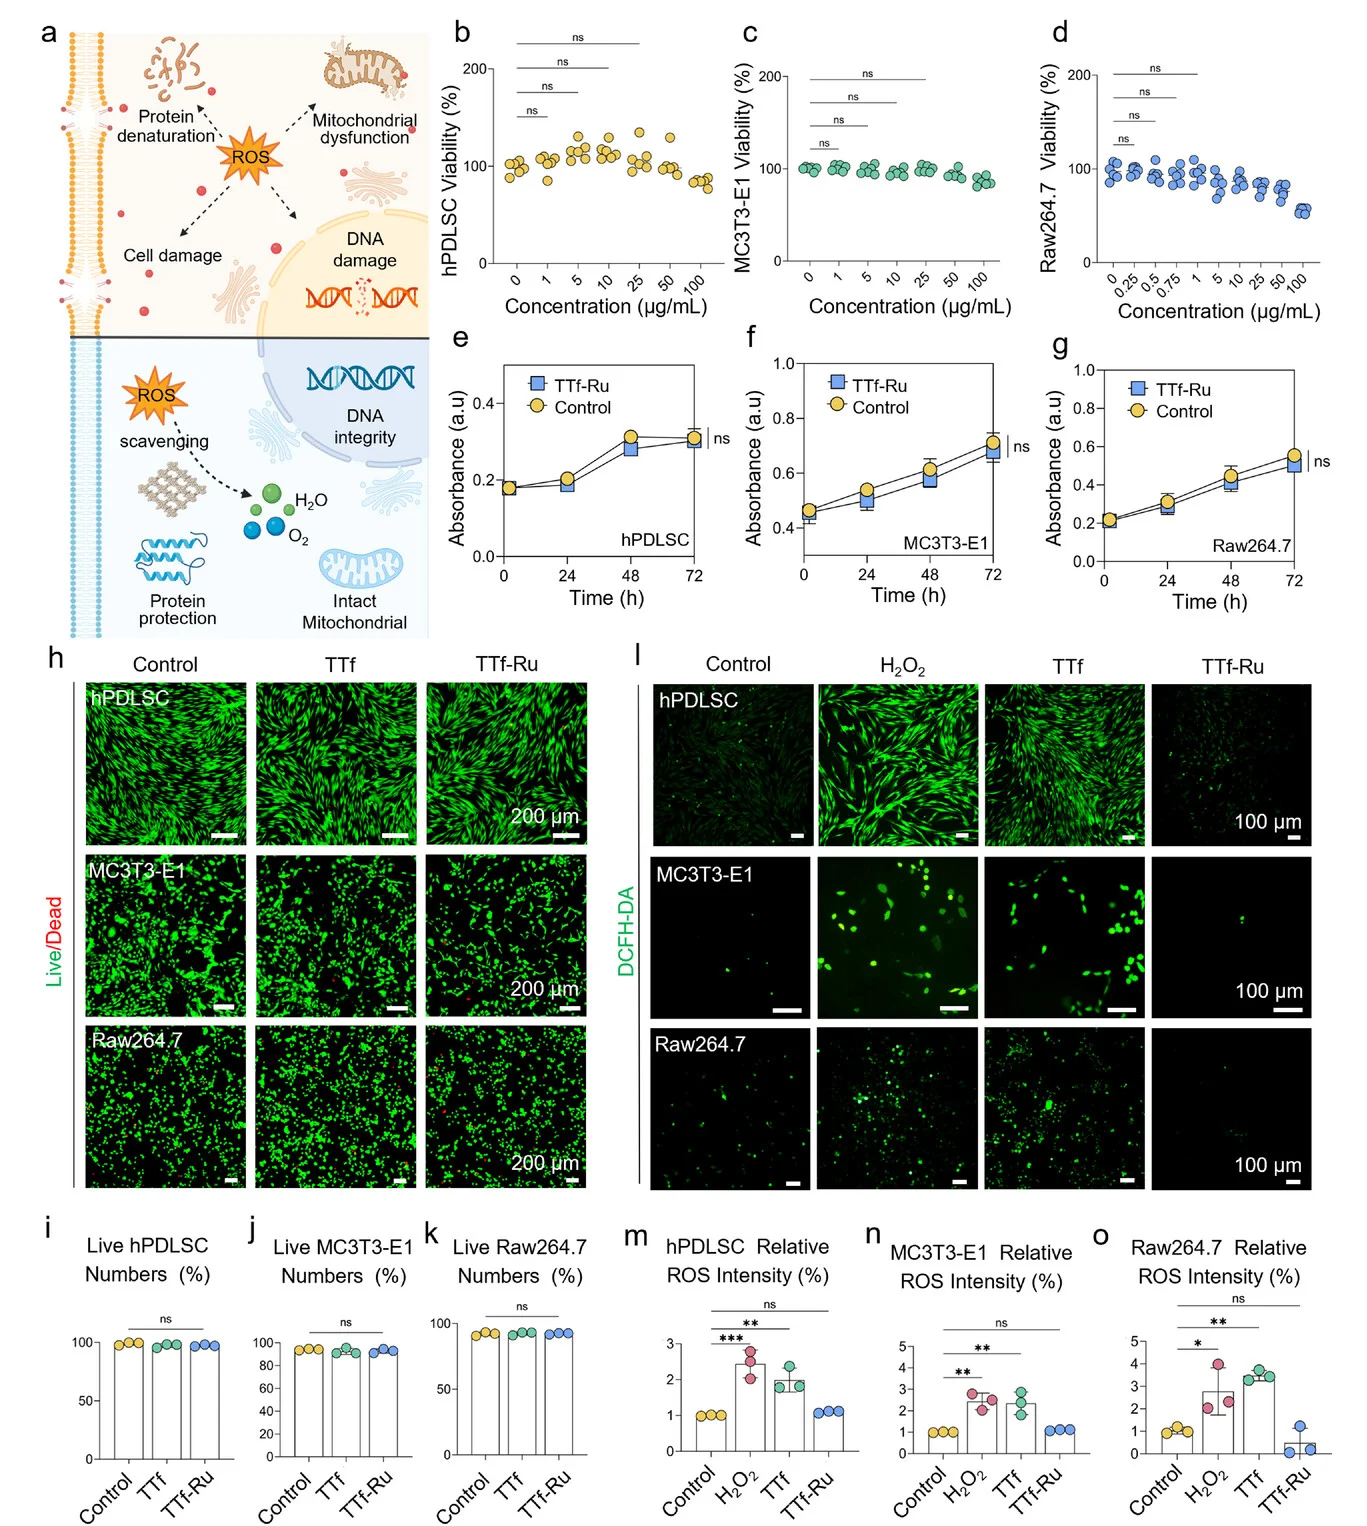 a
Protein
denaturation
Mitochondrial
dysfunction
ROS
Cell damage
DNA
damage
ROS
scavenging
DNA
integrity
H2O
O2
Protein
protection
Intact
Mitochondrial
b
hPDLSC Viability (%)
200
100
0
ns
ns
ns
ns
0
1
5
10
25
50
100
Concentration (µg/mL)
c
MC3T3-E1 Viability (%)
200
100
0
ns
ns
ns
ns
0
1
5
10
25
50
100
Concentration (µg/mL)
d
Raw264.7 Viability (%)
200
100
0
ns
ns
ns
ns
0
0.25
0.5
0.75
1
5
10
25
50
100
Concentration (µg/mL)
e
Absorbance (a.u)
0.4
0.2
0.0
TTf-Ru
Control
ns
hPDLSC
0
24
48
72
Time (h)
f
Absorbance (a.u)
1.0
0.8
0.6
0.4
TTf-Ru
Control
ns
MC3T3-E1
0
24
48
72
Time (h)
g
Absorbance (a.u)
1.0
0.8
0.6
0.4
0.2
0.0
TTf-Ru
Control
ns
Raw264.7
0
24
48
72
Time (h)
h
Control
TTf
TTf-Ru
Live/Dead
hPDLSC
200 µm
MC3T3-E1
200 µm
Raw264.7
200 µm
l
Control
H2O2
TTf
TTf-Ru
DCFH-DA
hPDLSC
100 µm
MC3T3-E1
100 µm
Raw264.7
100 µm
i
Live hPDLSC
Numbers (%)
ns
100
50
0
Control
TTf
TTf-Ru
j
Live MC3T3-E1
Numbers (%)
ns
100
80
60
40
20
0
Control
TTf
TTf-Ru
k
Live Raw264.7
Numbers (%)
ns
100
50
0
Control
TTf
TTf-Ru
m
hPDLSC Relative
ROS Intensity (%)
ns
**
***
3
2
1
0
Control
H2O2
TTf
TTf-Ru
n
MC3T3-E1 Relative
ROS Intensity (%)
ns
**
**
5
4
3
2
1
0
Control
H2O2
TTf
TTf-Ru
o
Raw264.7 Relative
ROS Intensity (%)
ns
**
*
5
4
3
2
1
0
Control
H2O2
TTf
TTf-Ru